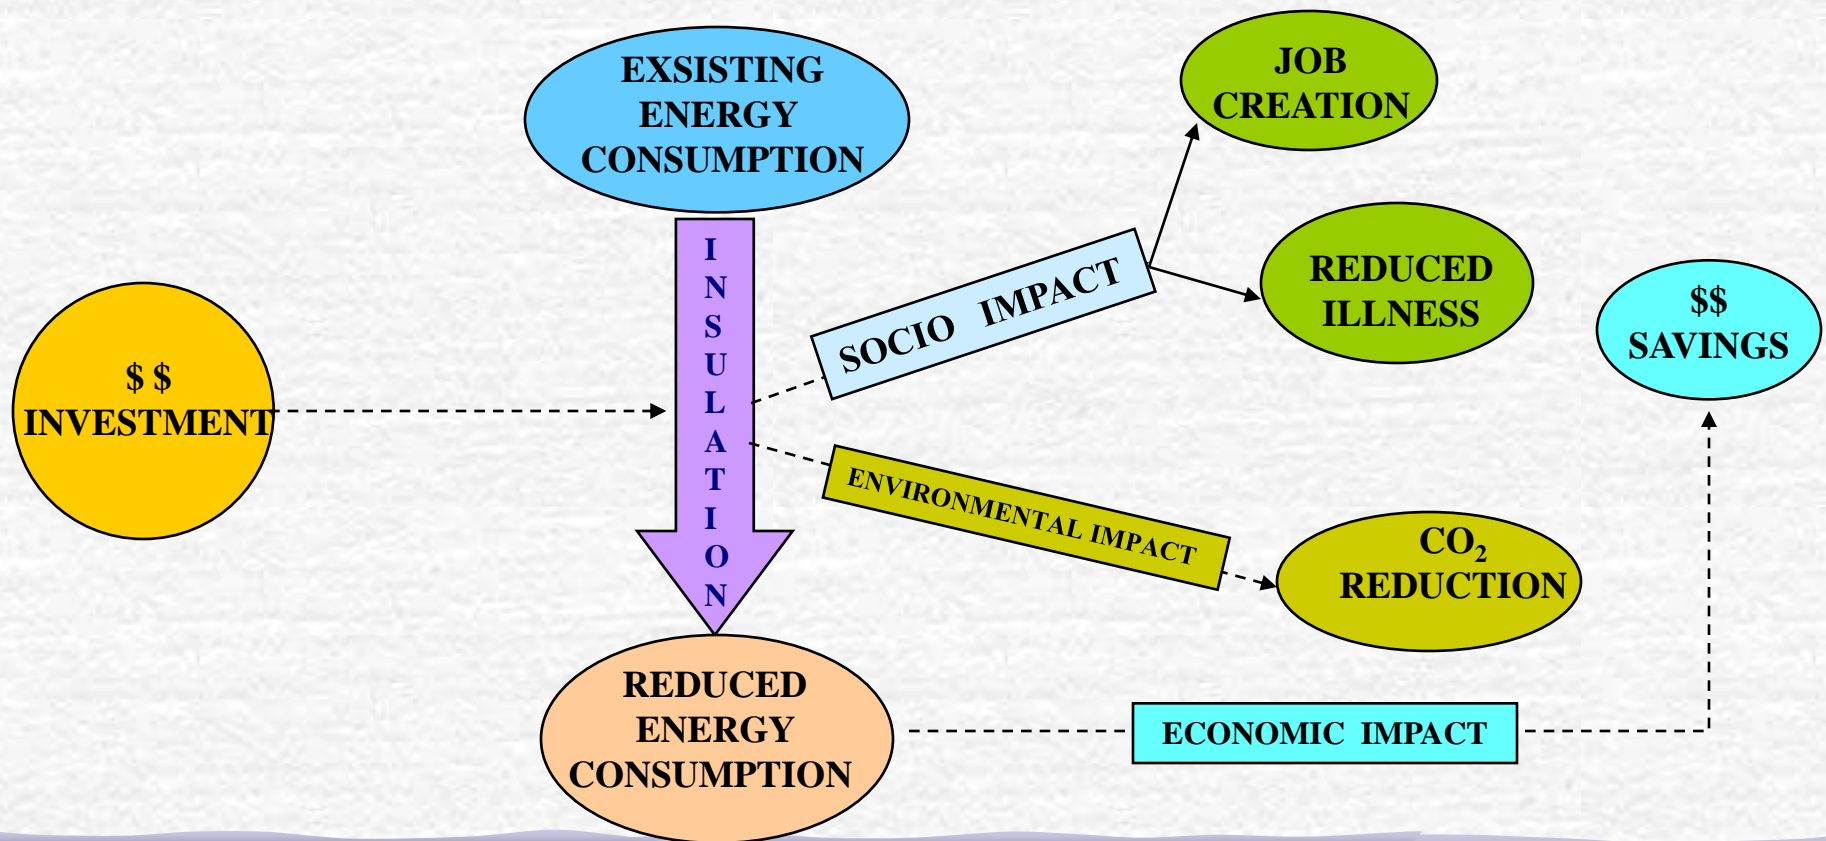 EXSISTING
ENERGY
CONSUMPTION
JOB
CREATION
REDUCED
ILLNESS
$$
SAVINGS
$ $
INVESTMENT
INSULATION
SOCIO IMPACT
ENVIRONMENTAL IMPACT
CO₂
REDUCTION
REDUCED
ENERGY
CONSUMPTION
ECONOMIC IMPACT